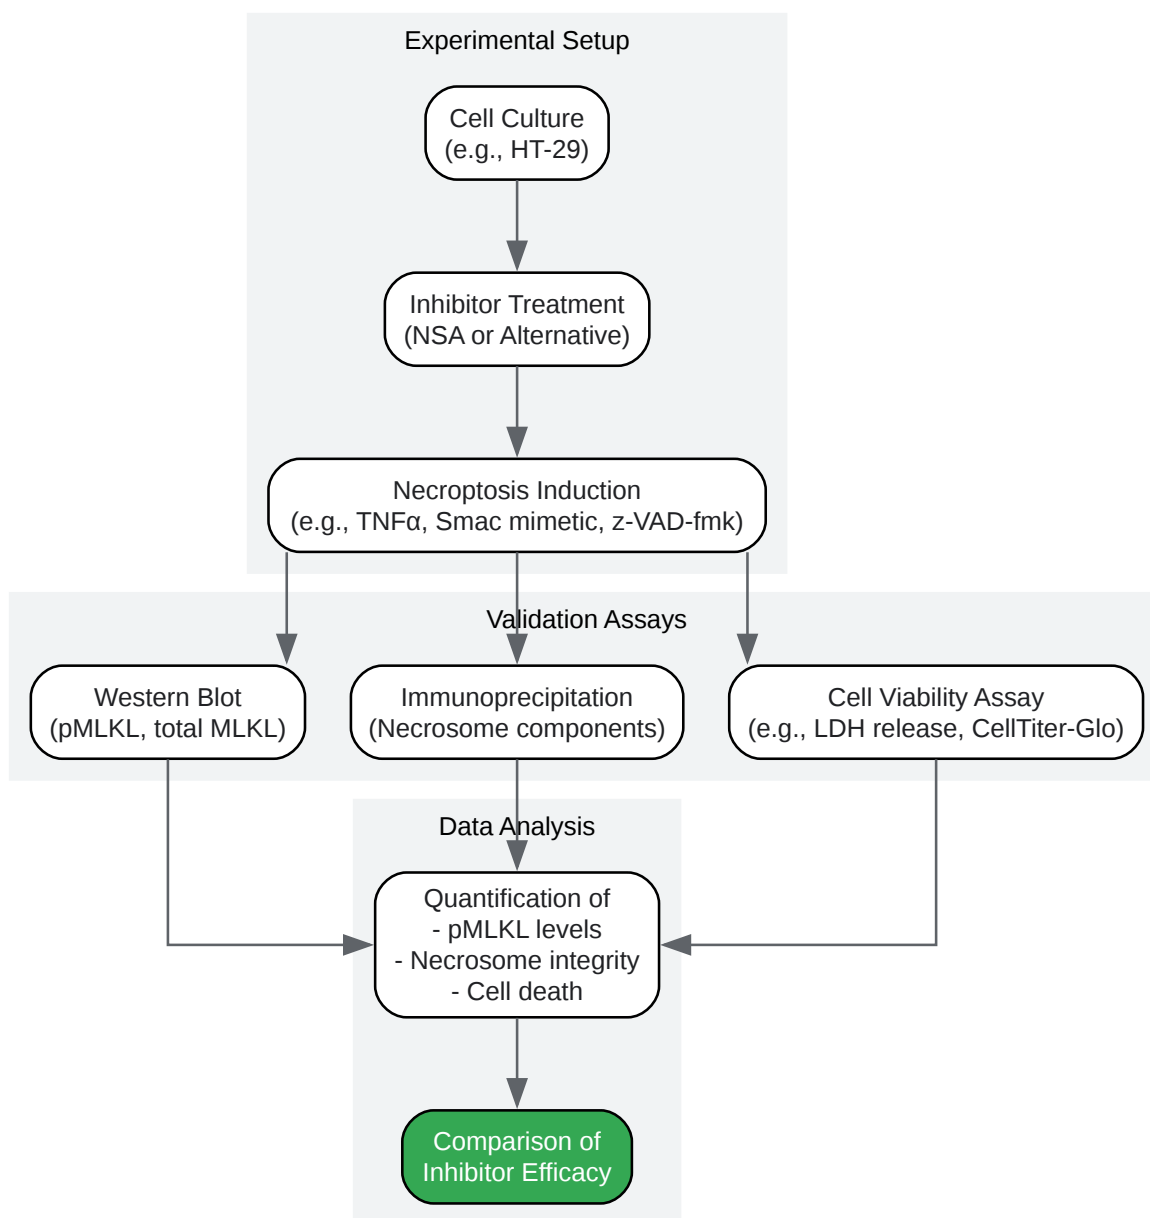 Experimental Setup
Cell Culture
(e.g., HT-29)
Inhibitor Treatment
(NSA or Alternative)
Necroptosis Induction
(e.g., TNFα, Smac mimetic, z-VAD-fmk)
Validation Assays
Western Blot
(pMLKL, total MLKL)
Immunoprecipitation
(Necrosome components)
Cell Viability Assay
(e.g., LDH release, CellTiter-Glo)
Data Analysis
Quantification of
- pMLKL levels
- Necrosome integrity
- Cell death
Comparison of
Inhibitor Efficacy